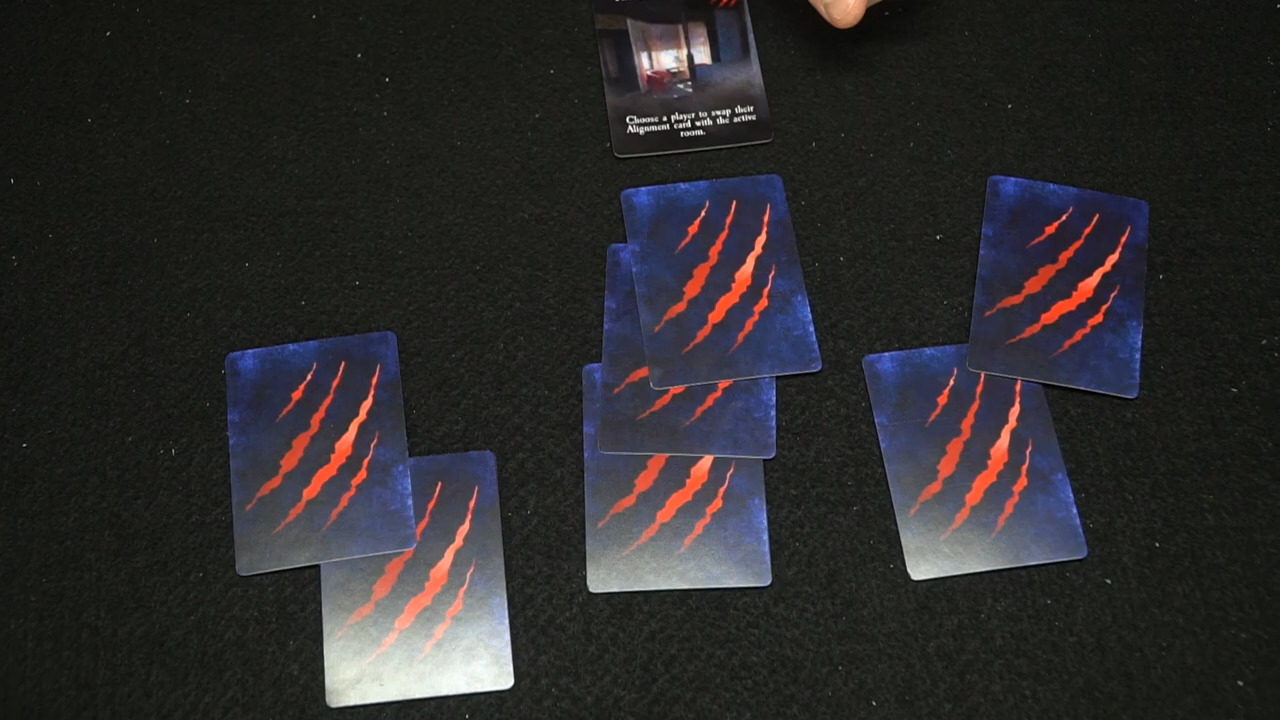 Choose a player to swap their
Alignment card with the active
room.